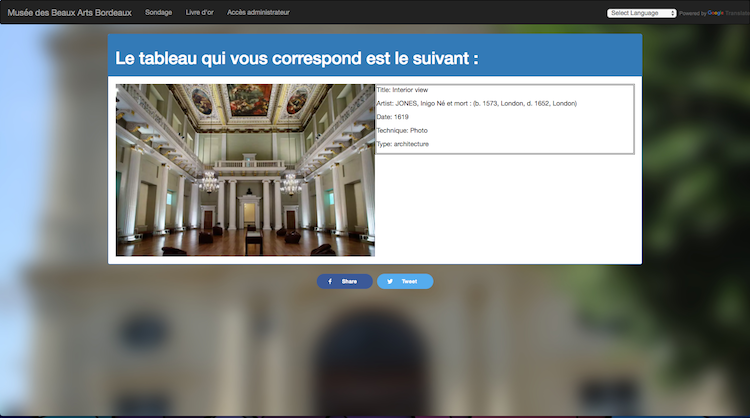 Musée des Beaux Arts Bordeaux Sondage Livre d'or Accès administrateur Select Language Powered by Google Translate
Le tableau qui vous correspond est le suivant :
Title: Interior view
Artist: JONES, Inigo Né et mort : (b. 1573, London, d. 1652, London)
Date: 1619
Technique: Photo
Type: architecture
Share Tweet